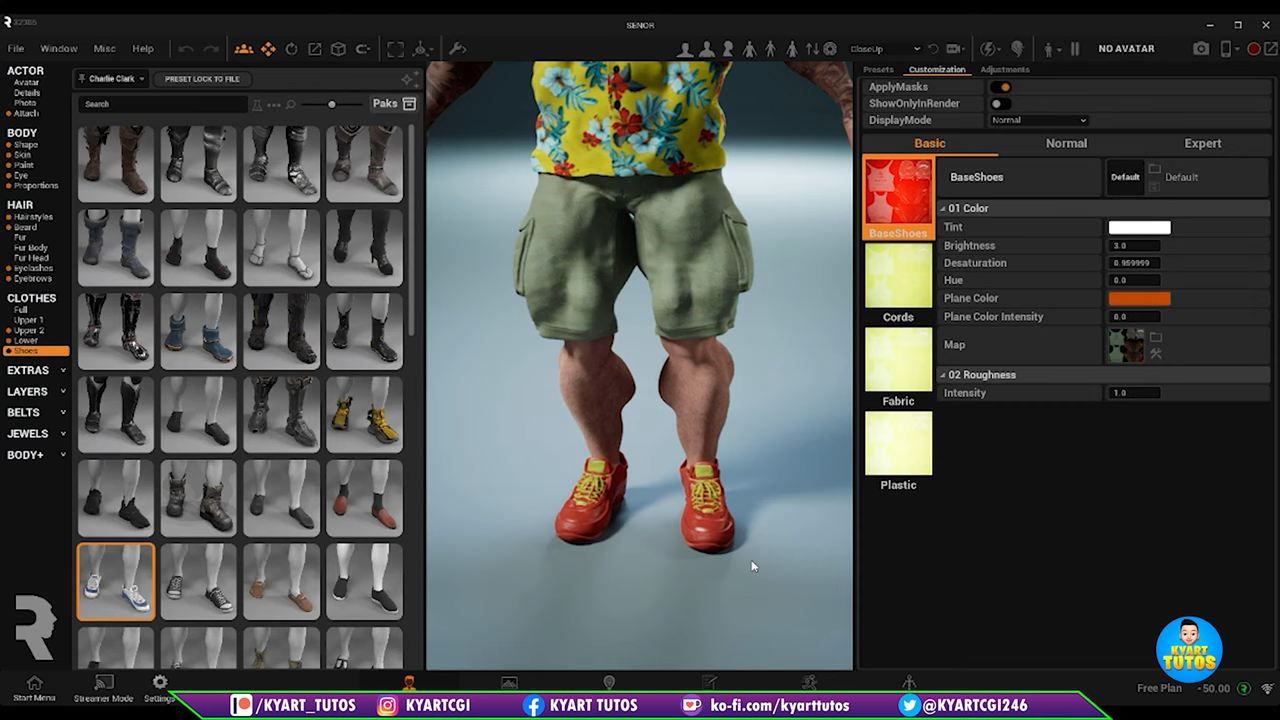 R 32385
SENOR
File Window Misc Help
CloseUp
NO AVATAR
ACTOR
Avatar
Details
Photo
Attach
BODY
Shape
Skin
Paint
Eye
Proportions
HAIR
Hairstyles
Beard
Fur
Fur Body
Fur Head
Eyelashes
Eyebrows
CLOTHES
Full
Upper 1
Upper 2
Lower
Shoes
EXTRAS
LAYERS
BELTS
JEWELS
BODY+
Charlie Clark
PRESET LOCK TO FILE
Search
Paks
Presets Customization Adjustments
ApplyMasks
ShowOnlyInRender
DisplayMode Normal
Basic Normal Expert
BaseShoes
Cords
Fabric
Plastic
BaseShoes Default Default
01 Color
Tint
Brightness 3.0
Desaturation 0.959999
Hue 0.0
Plane Color
Plane Color Intensity 0.0
Map
02 Roughness
Intensity 1.0
KYART
TUTOS
Start Menu Streamer Mode Settings
Free Plan -50.00
/KYART_TUTOS KYARTCGI KYART TUTOS ko-fi.com/kyarttutos @KYARTCGI246